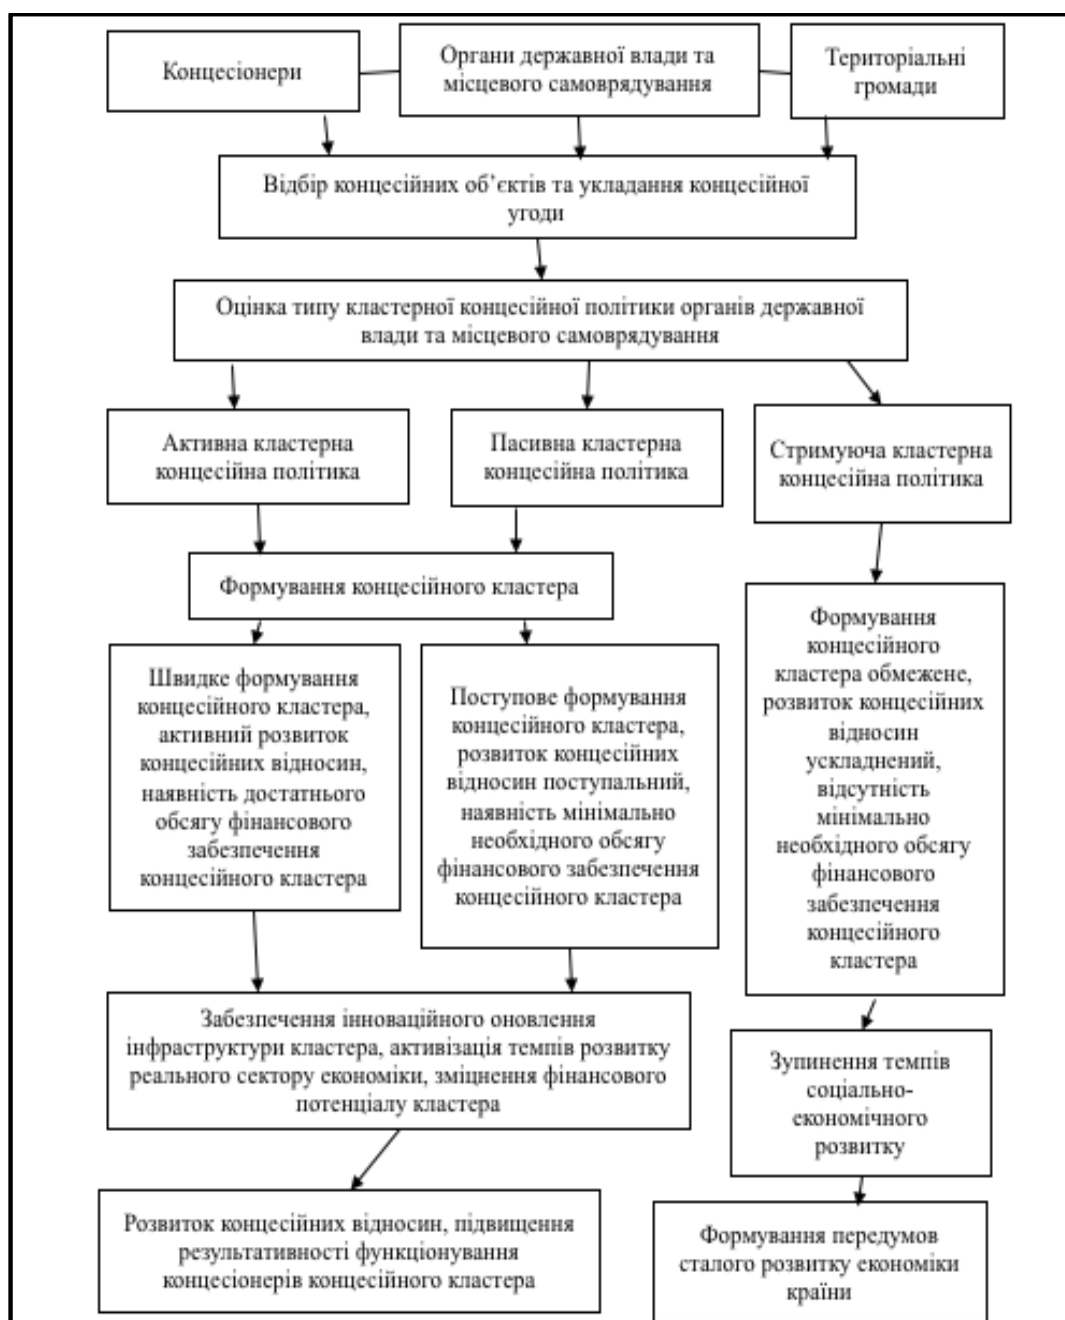 Концесіонери
Органи державної влади та
місцевого самоврядування
Територіальні
громади
Відбір концесійних об’єктів та укладання концесійної
угоди
Оцінка типу кластерної концесійної політики органів державної
влади та місцевого самоврядування
Активна кластерна
концесійна політика
Пасивна кластерна
концесійна політика
Стримуюча кластерна
концесійна політика
Формування концесійного кластера
Швидке формування
концесійного кластера,
активний розвиток
концесійних відносин,
наявність достатнього
обсягу фінансового
забезпечення
концесійного кластера
Поступове формування
концесійного кластера,
розвиток концесійних
відносин поступальний,
наявність мінімально
необхідного обсягу
фінансового забезпечення
концесійного кластера
Формування
концесійного
кластера обмежене,
розвиток концесійних
відносин
ускладнений,
відсутність
мінімально
необхідного обсягу
фінансового
забезпечення
концесійного
кластера
Забезпечення інноваційного оновлення
інфраструктури кластера, активізація темпів розвитку
реального сектору економіки, зміцнення фінансового
потенціалу кластера
Зупинення темпів
соціально-
економічного
розвитку
Розвиток концесійних відносин, підвищення
результативності функціонування
концесіонерів концесійного кластера
Формування передумов
сталого розвитку економіки
країни